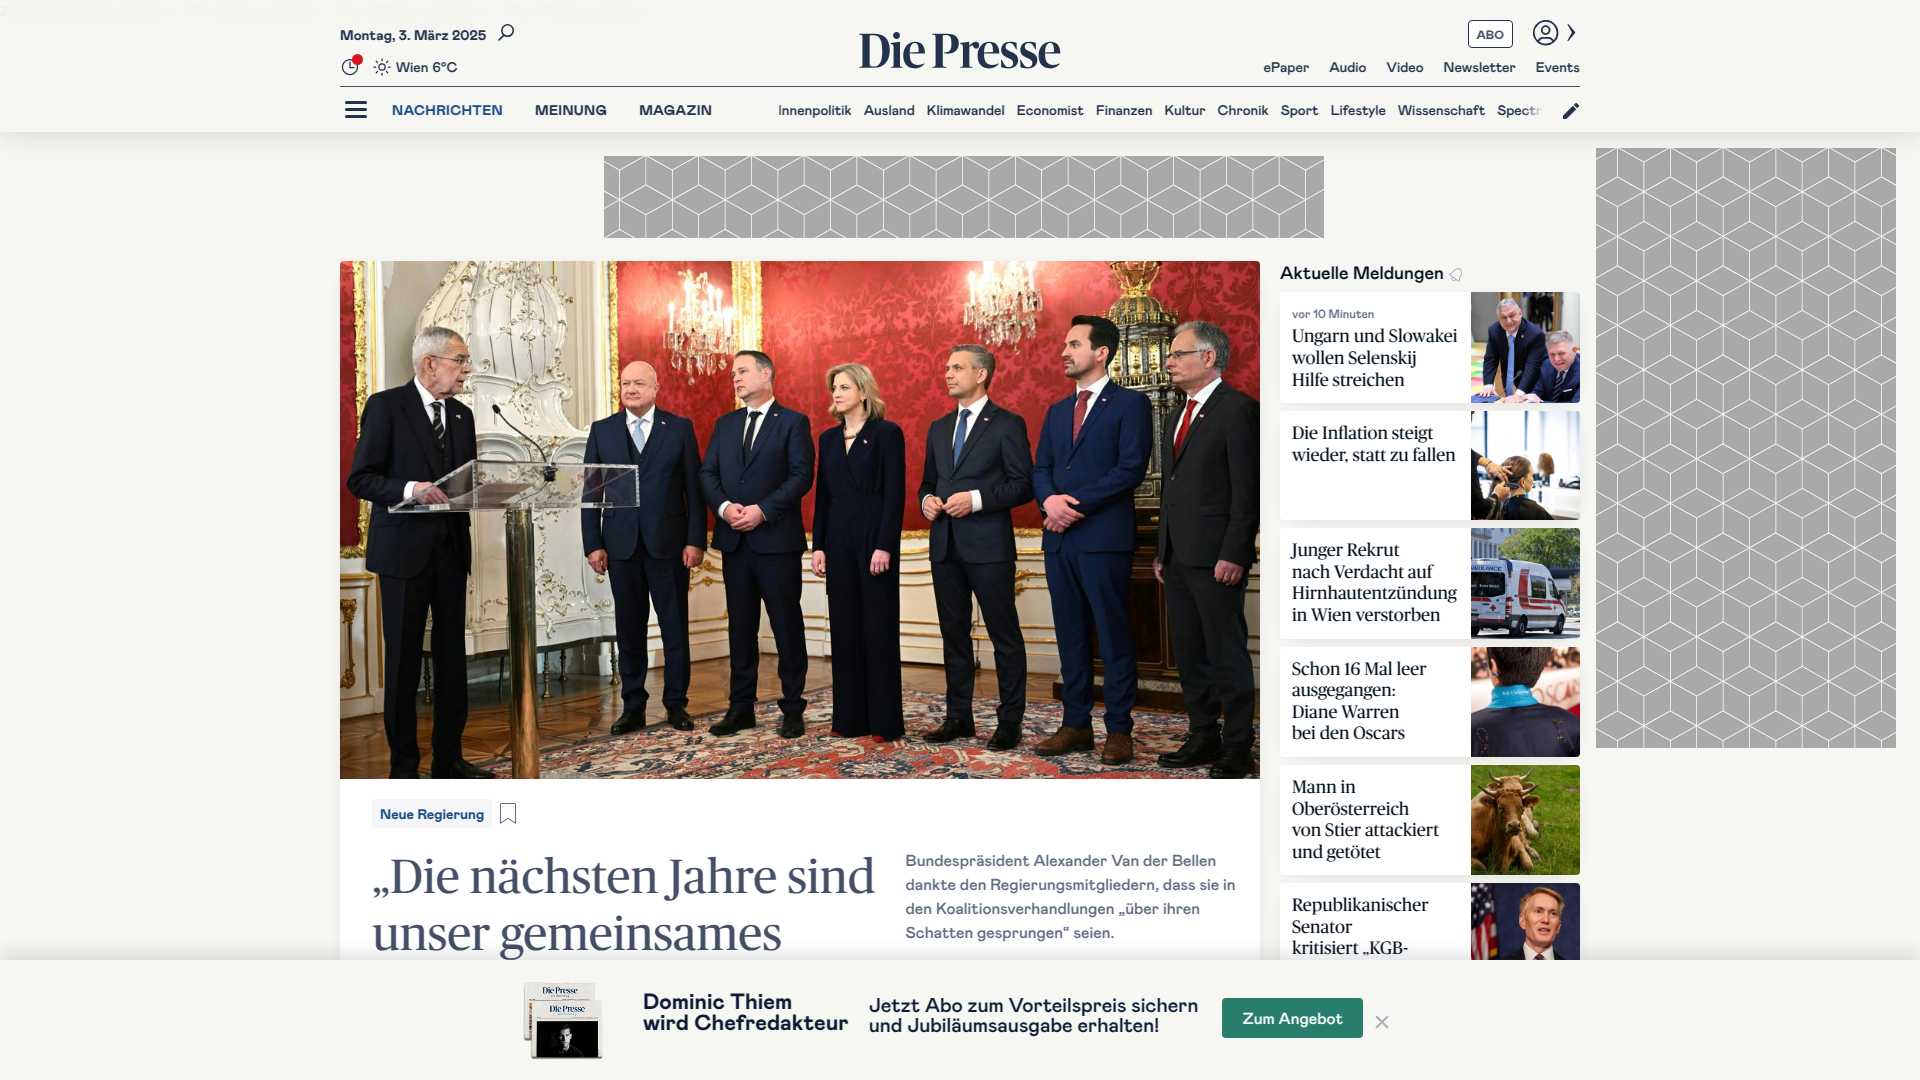 Montag, 3. März 2025
Wien 6°C
Die Presse
ABO
ePaper Audio Video Newsletter Events
NACHRICHTEN MEINUNG MAGAZIN
Innenpolitik Ausland Klimawandel Economist Finanzen Kultur Chronik Sport Lifestyle Wissenschaft Spectr
Neue Regierung
„Die nächsten Jahre sind
unser gemeinsames
Bundespräsident Alexander Van der Bellen
dankte den Regierungsmitgliedern, dass sie in
den Koalitionsverhandlungen „über ihren
Schatten gesprungen“ seien.
Aktuelle Meldungen
vor 10 Minuten
Ungarn und Slowakei
wollen Selenskij
Hilfe streichen
Die Inflation steigt
wieder, statt zu fallen
Junger Rekrut
nach Verdacht auf
Hirnhautentzündung
in Wien verstorben
AMBULANCE
Schon 16 Mal leer
ausgegangen:
Diane Warren
bei den Oscars
OSCARS
Mann in
Oberösterreich
von Stier attackiert
und getötet
Republikanischer
Senator
kritisiert „KGB-
Die Presse
Die Presse
Dominic Thiem
wird Chefredakteur
Jetzt Abo zum Vorteilspreis sichern
und Jubiläumsausgabe erhalten!
Zum Angebot